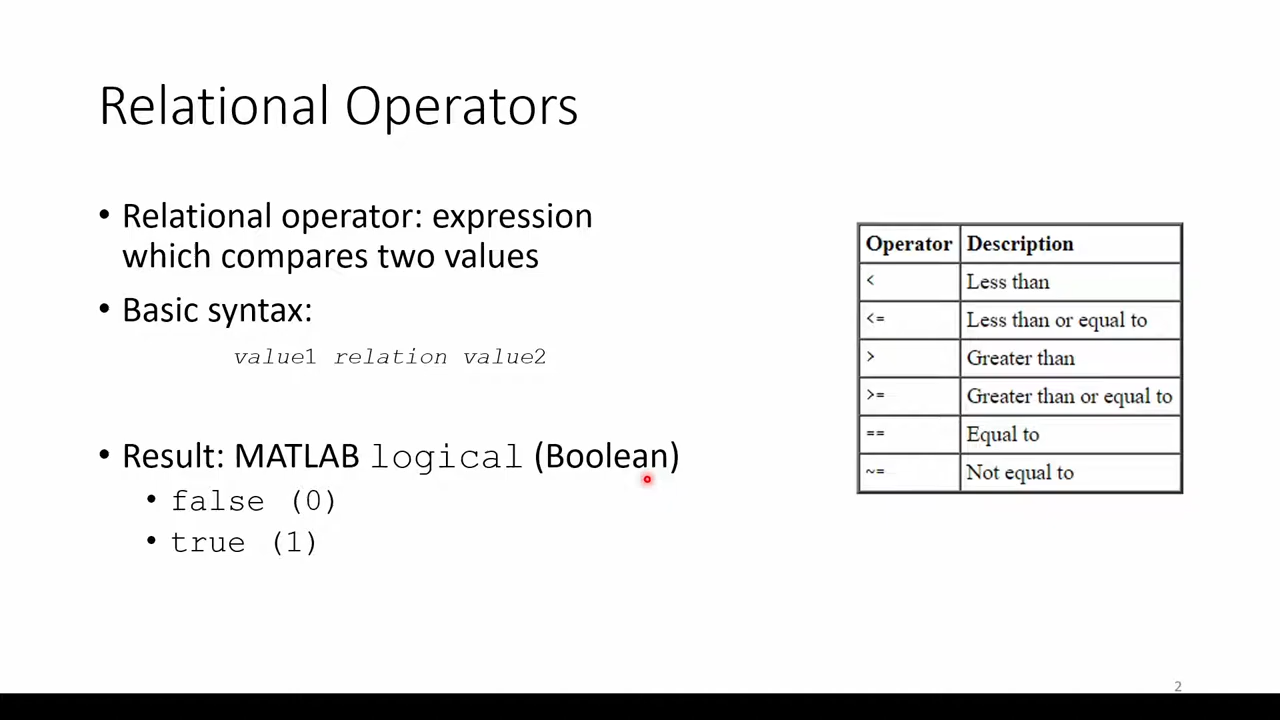 Relational Operators
• Relational operator: expression
which compares two values
• Basic syntax:
value1 relation value2
• Result: MATLAB logical (Boolean)
• false (0)
• true (1)
Operator Description
< Less than
<= Less than or equal to
> Greater than
>= Greater than or equal to
== Equal to
~= Not equal to
2